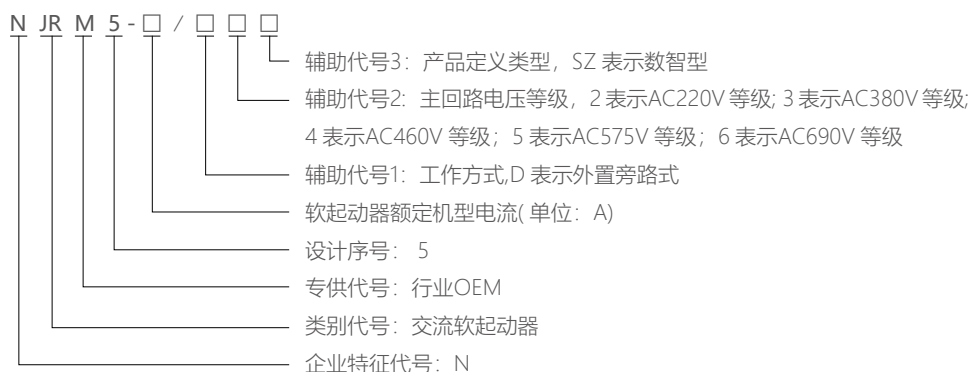 N JR M 5 - □ / □ □ □
辅助代号3：产品定义类型，SZ 表示数智型
辅助代号2: 主回路电压等级，2 表示AC220V 等级; 3 表示AC380V 等级;
4 表示AC460V 等级；5 表示AC575V 等级；6 表示AC690V 等级
辅助代号1: 工作方式,D 表示外置旁路式
软起动器额定机型电流( 单位：A)
设计序号： 5
专供代号：行业OEM
类别代号：交流软起动器
企业特征代号：N